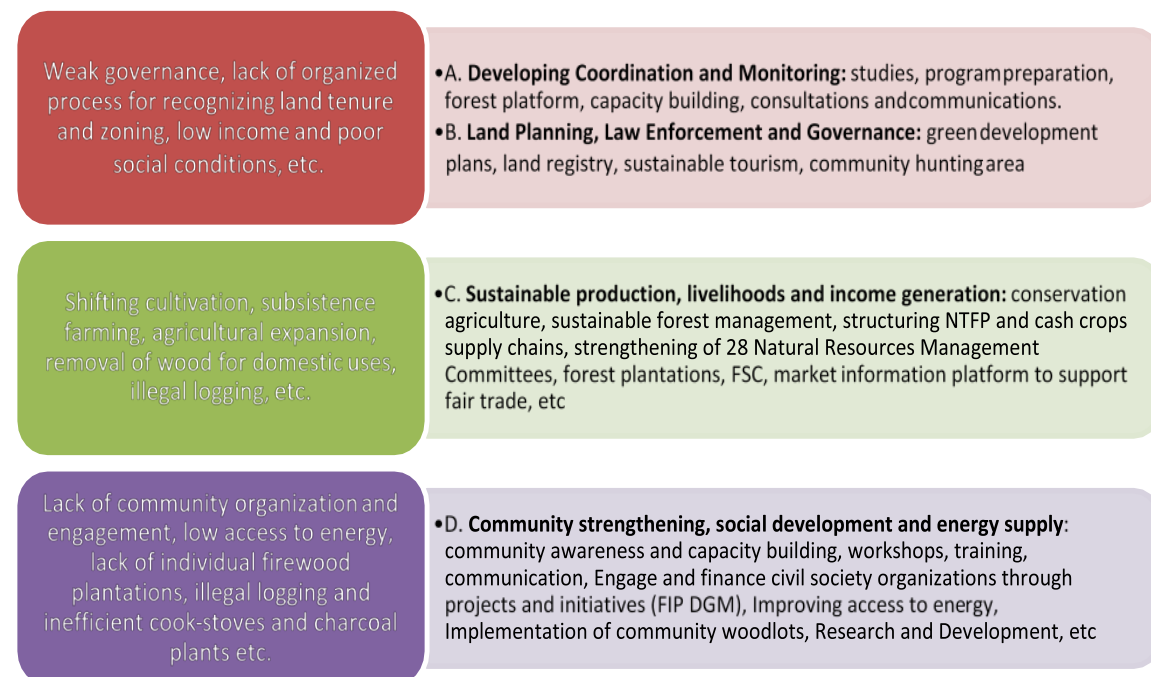 Weak governance, lack of organized
process for recognizing land tenure
and zoning, low income and poor
social conditions, etc.
•A. Developing Coordination and Monitoring: studies, program preparation,
forest platform, capacity building, consultations and communications.
•B. Land Planning, Law Enforcement and Governance: green development
plans, land registry, sustainable tourism, community hunting area
Shifting cultivation, subsistence
farming, agricultural expansion,
removal of wood for domestic uses,
illegal logging, etc.
•C. Sustainable production, livelihoods and income generation: conservation
agriculture, sustainable forest management, structuring NTFP and cash crops
supply chains, strengthening of 28 Natural Resources Management
Committees, forest plantations, FSC, market information platform to support
fair trade, etc
Lack of community organization and
engagement, low access to energy,
lack of individual firewood
plantations, illegal logging and
inefficient cook-stoves and charcoal
plants etc.
•D. Community strengthening, social development and energy supply:
community awareness and capacity building, workshops, training,
communication, Engage and finance civil society organizations through
projects and initiatives (FIP DGM), Improving access to energy,
Implementation of community woodlots, Research and Development, etc